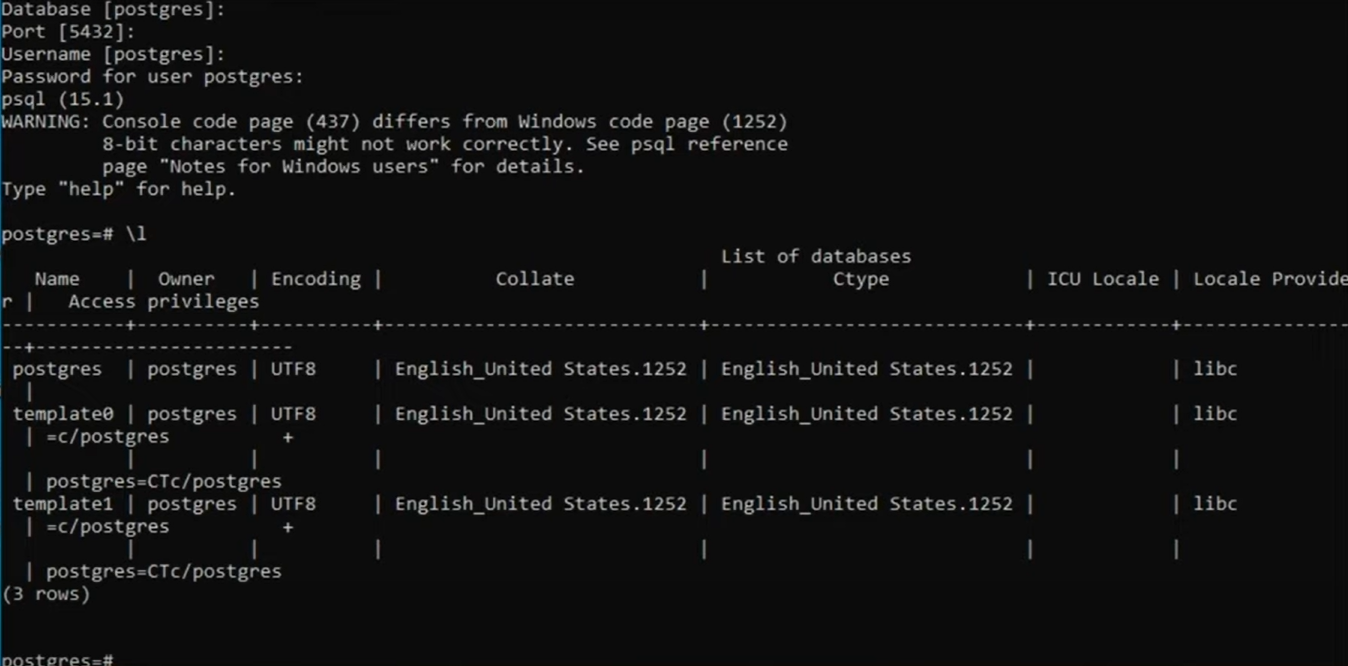 Database [postgres]:
Port [5432]:
Username [postgres]:
Password for user postgres:
psql (15.1)
WARNING: Console code page (437) differs from Windows code page (1252)
         8-bit characters might not work correctly. See psql reference
         page "Notes for Windows users" for details.
Type "help" for help.

postgres=# \l
                                                                List of databases
   Name    |  Owner   | Encoding |          Collate           |           Ctype            | ICU Locale | Locale Provide
r |   Access privileges
-----------+----------+----------+----------------------------+----------------------------+------------+---------------
--+-----------------------
 postgres  | postgres | UTF8     | English_United States.1252 | English_United States.1252 |            | libc
  |
 template0 | postgres | UTF8     | English_United States.1252 | English_United States.1252 |            | libc
  | =c/postgres          +
           |          |          |                            |                            |            |
  | postgres=CTc/postgres
 template1 | postgres | UTF8     | English_United States.1252 | English_United States.1252 |            | libc
  | =c/postgres          +
           |          |          |                            |                            |            |
  | postgres=CTc/postgres
(3 rows)


postgres=#